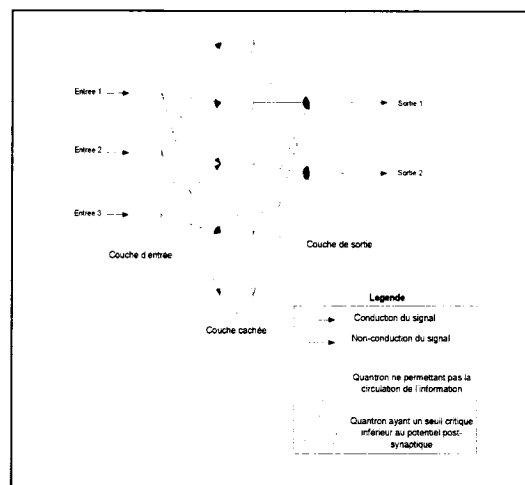 Entree 1
Sortie 1
Entree 2
Sortie 2
Entree 3
Couche d'entrée
Couche de sortie
Couche cachée
Legende
Conduction du signal
Non-conduction du signal
Quantron ne permettant pas la
circulation de l'information
Quantron ayant un seuil critique
inférieur au potentiel post-
synaptique